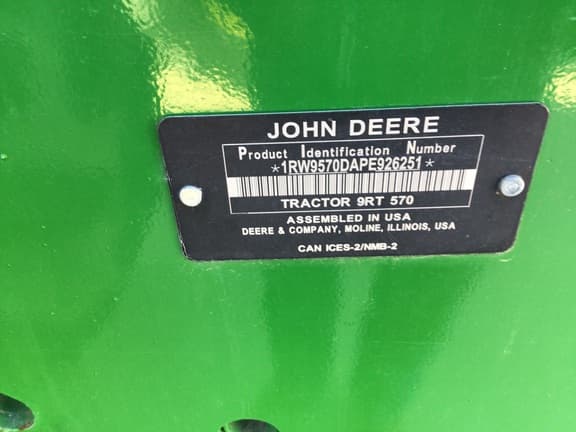 JOHN DEERE
Product Identification Number
*1RW9570DAPE926251*
TRACTOR 9RT 570
ASSEMBLED IN USA
DEERE & COMPANY, MOLINE, ILLINOIS, USA
CAN ICES-2/NMB-2